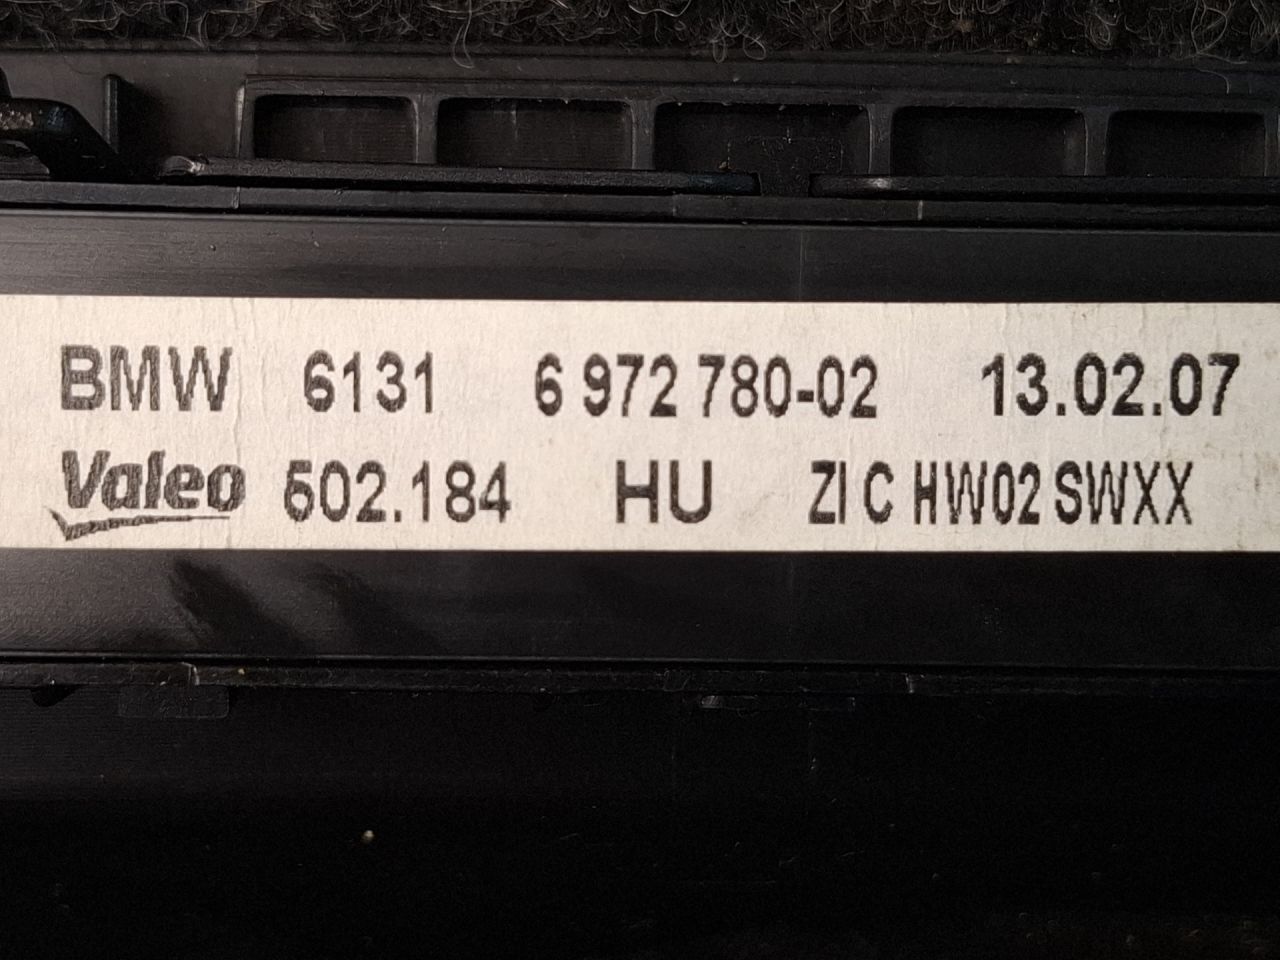 BMW 6131 6 972 780-02 13.02.07
Valeo 502.184 HU ZI C HW02 SWXX